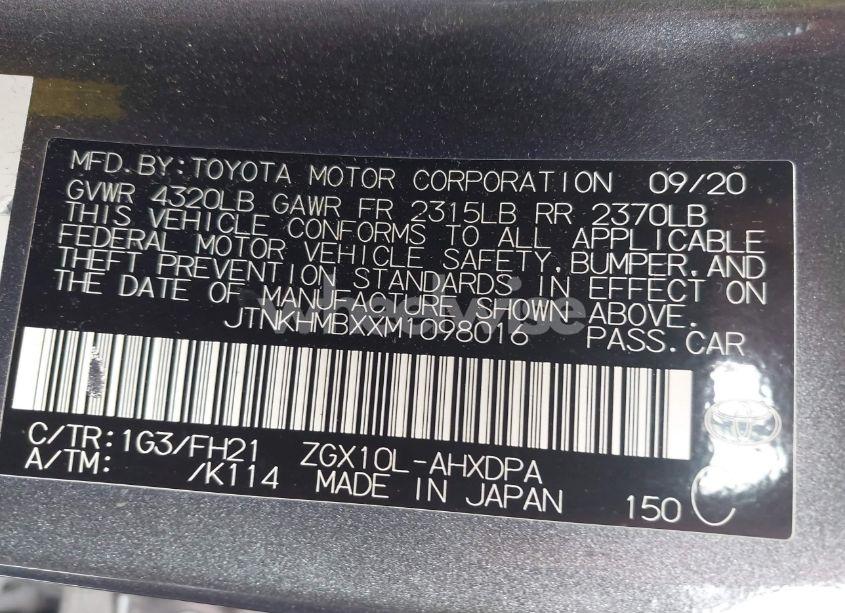 MFD.BY:TOYOTA MOTOR CORPORATION 09/20
GVWR 4320LB GAWR FR 2315LB RR 2370LB
THIS VEHICLE CONFORMS TO ALL APPLICABLE
FEDERAL MOTOR VEHICLE SAFETY,BUMPER,AND
THEFT PREVENTION STANDARDS IN EFFECT ON
THE DATE OF MANUFACTURE SHOWN ABOVE.
JTNKHMBXXM1098016 PASS.CAR
C/TR:1G3/FH21 ZGX10L-AHXDPA
A/TM: /K114 MADE IN JAPAN 150